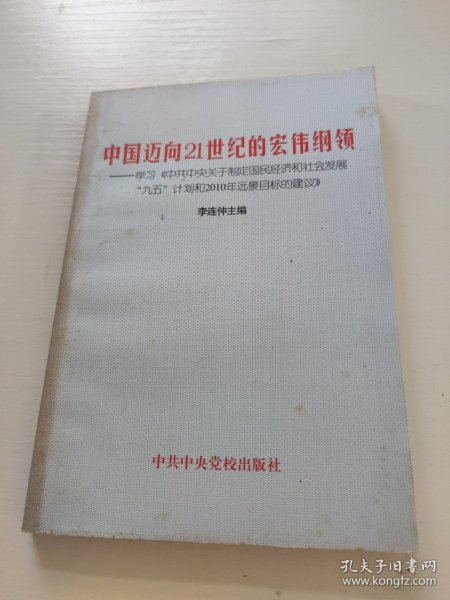 中国迈向21世纪的宏伟纲领
——学习《中共中央关于制定国民经济和社会发展
“九五”计划和2010年远景目标的建议》
李连仲主编
中共中央党校出版社
孔夫子旧书网
www.kongfz.com